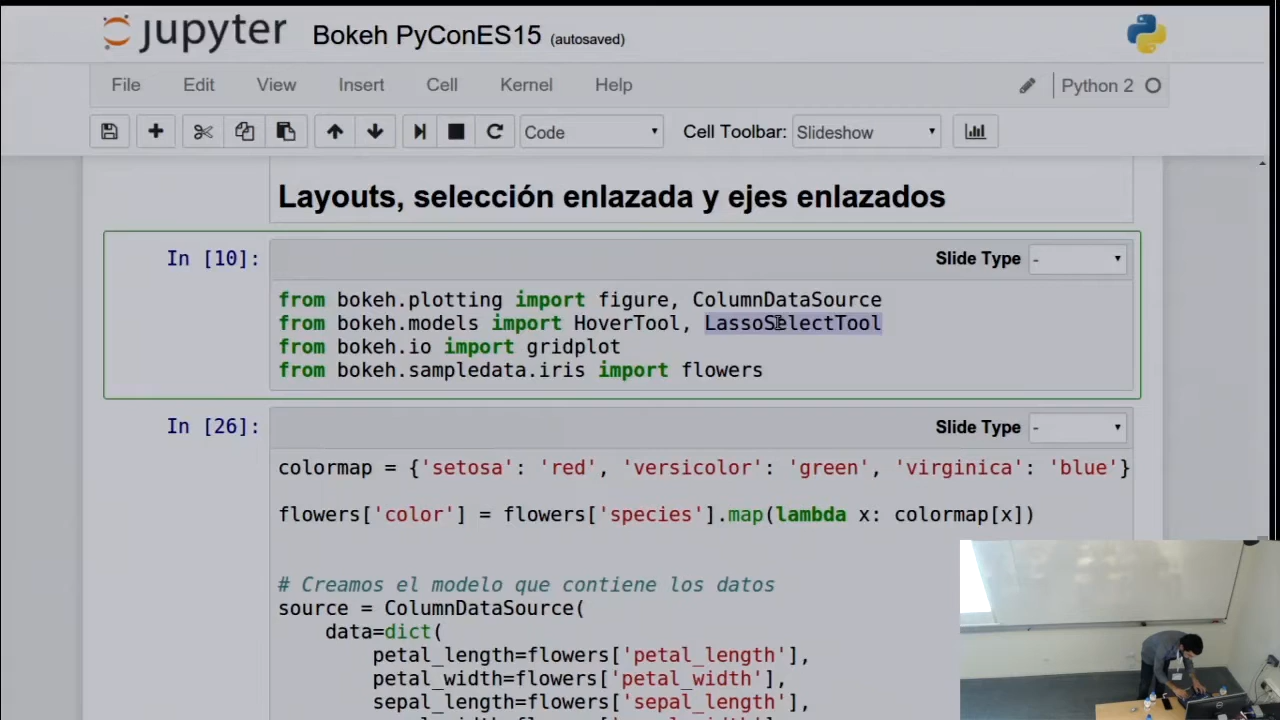 jupyter Bokeh PyConES15 (autosaved)
File Edit View Insert Cell Kernel Help Python 2
Code Cell Toolbar: Slideshow
Layouts, selección enlazada y ejes enlazados
In [10]: Slide Type -
from bokeh.plotting import figure, ColumnDataSource
from bokeh.models import HoverTool, LassoSelectTool
from bokeh.io import gridplot
from bokeh.sampledata.iris import flowers
In [26]: Slide Type -
colormap = {'setosa': 'red', 'versicolor': 'green', 'virginica': 'blue'}
flowers['color'] = flowers['species'].map(lambda x: colormap[x])
# Creamos el modelo que contiene los datos
source = ColumnDataSource(
data=dict(
petal_length=flowers['petal_length'],
petal_width=flowers['petal_width'],
sepal_length=flowers['sepal_length'],